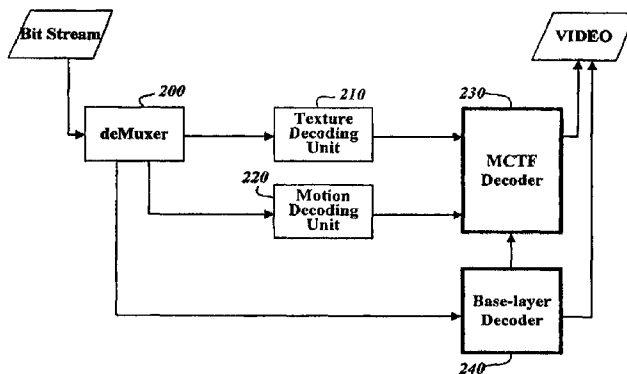 Bit Stream
VIDEO
200
deMuxer
210
Texture
Decoding
Unit
220
Motion
Decoding
Unit
230
MCTF
Decoder
Base-layer
Decoder
240